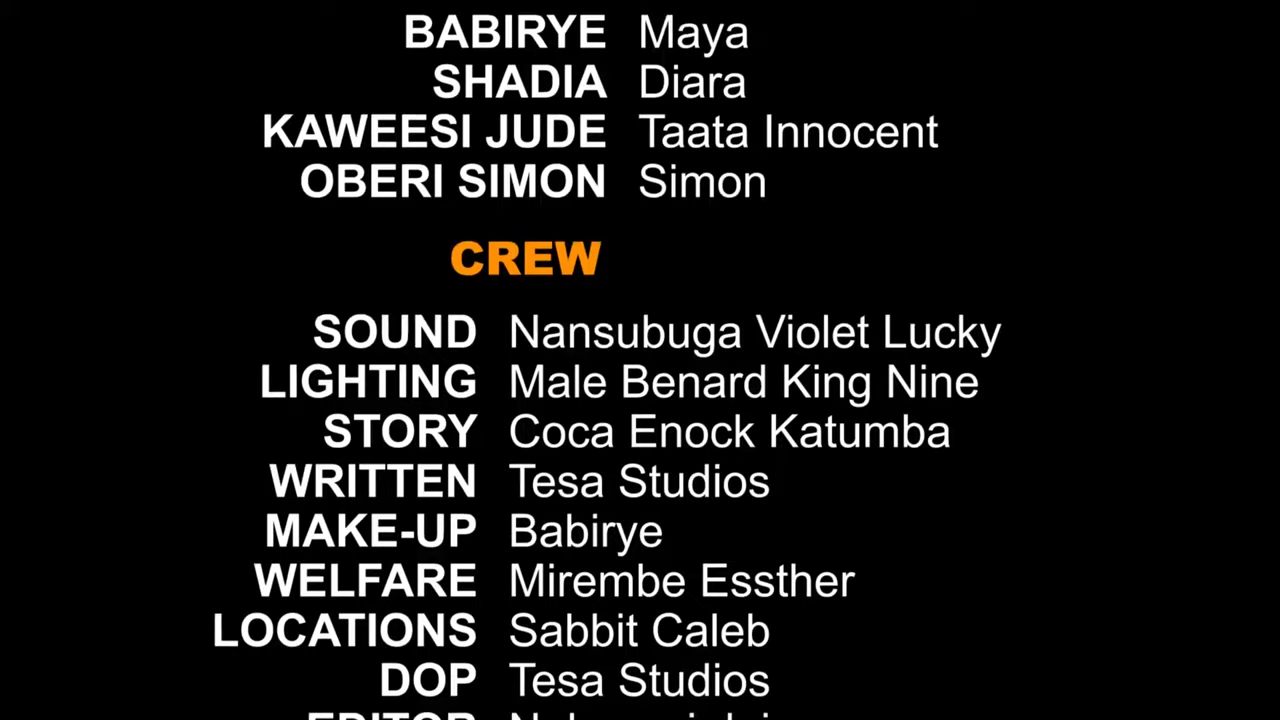 BABIRYE Maya
SHADIA Diara
KAWEESI JUDE Taata Innocent
OBERI SIMON Simon
CREW
SOUND Nansubuga Violet Lucky
LIGHTING Male Benard King Nine
STORY Coca Enock Katumba
WRITTEN Tesa Studios
MAKE-UP Babirye
WELFARE Mirembe Essther
LOCATIONS Sabbit Caleb
DOP Tesa Studios
EDITOR